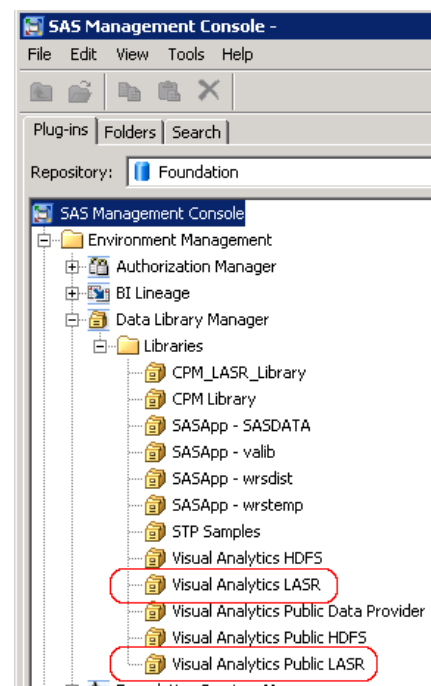 SAS Management Console -
File Edit View Tools Help
Plug-ins Folders Search
Repository: Foundation
SAS Management Console
Environment Management
Authorization Manager
BI Lineage
Data Library Manager
Libraries
CPM_LASR_Library
CPM Library
SASApp - SASDATA
SASApp - valib
SASApp - wrsdist
SASApp - wrstemp
STP Samples
Visual Analytics HDFS
Visual Analytics LASR
Visual Analytics Public Data Provider
Visual Analytics Public HDFS
Visual Analytics Public LASR